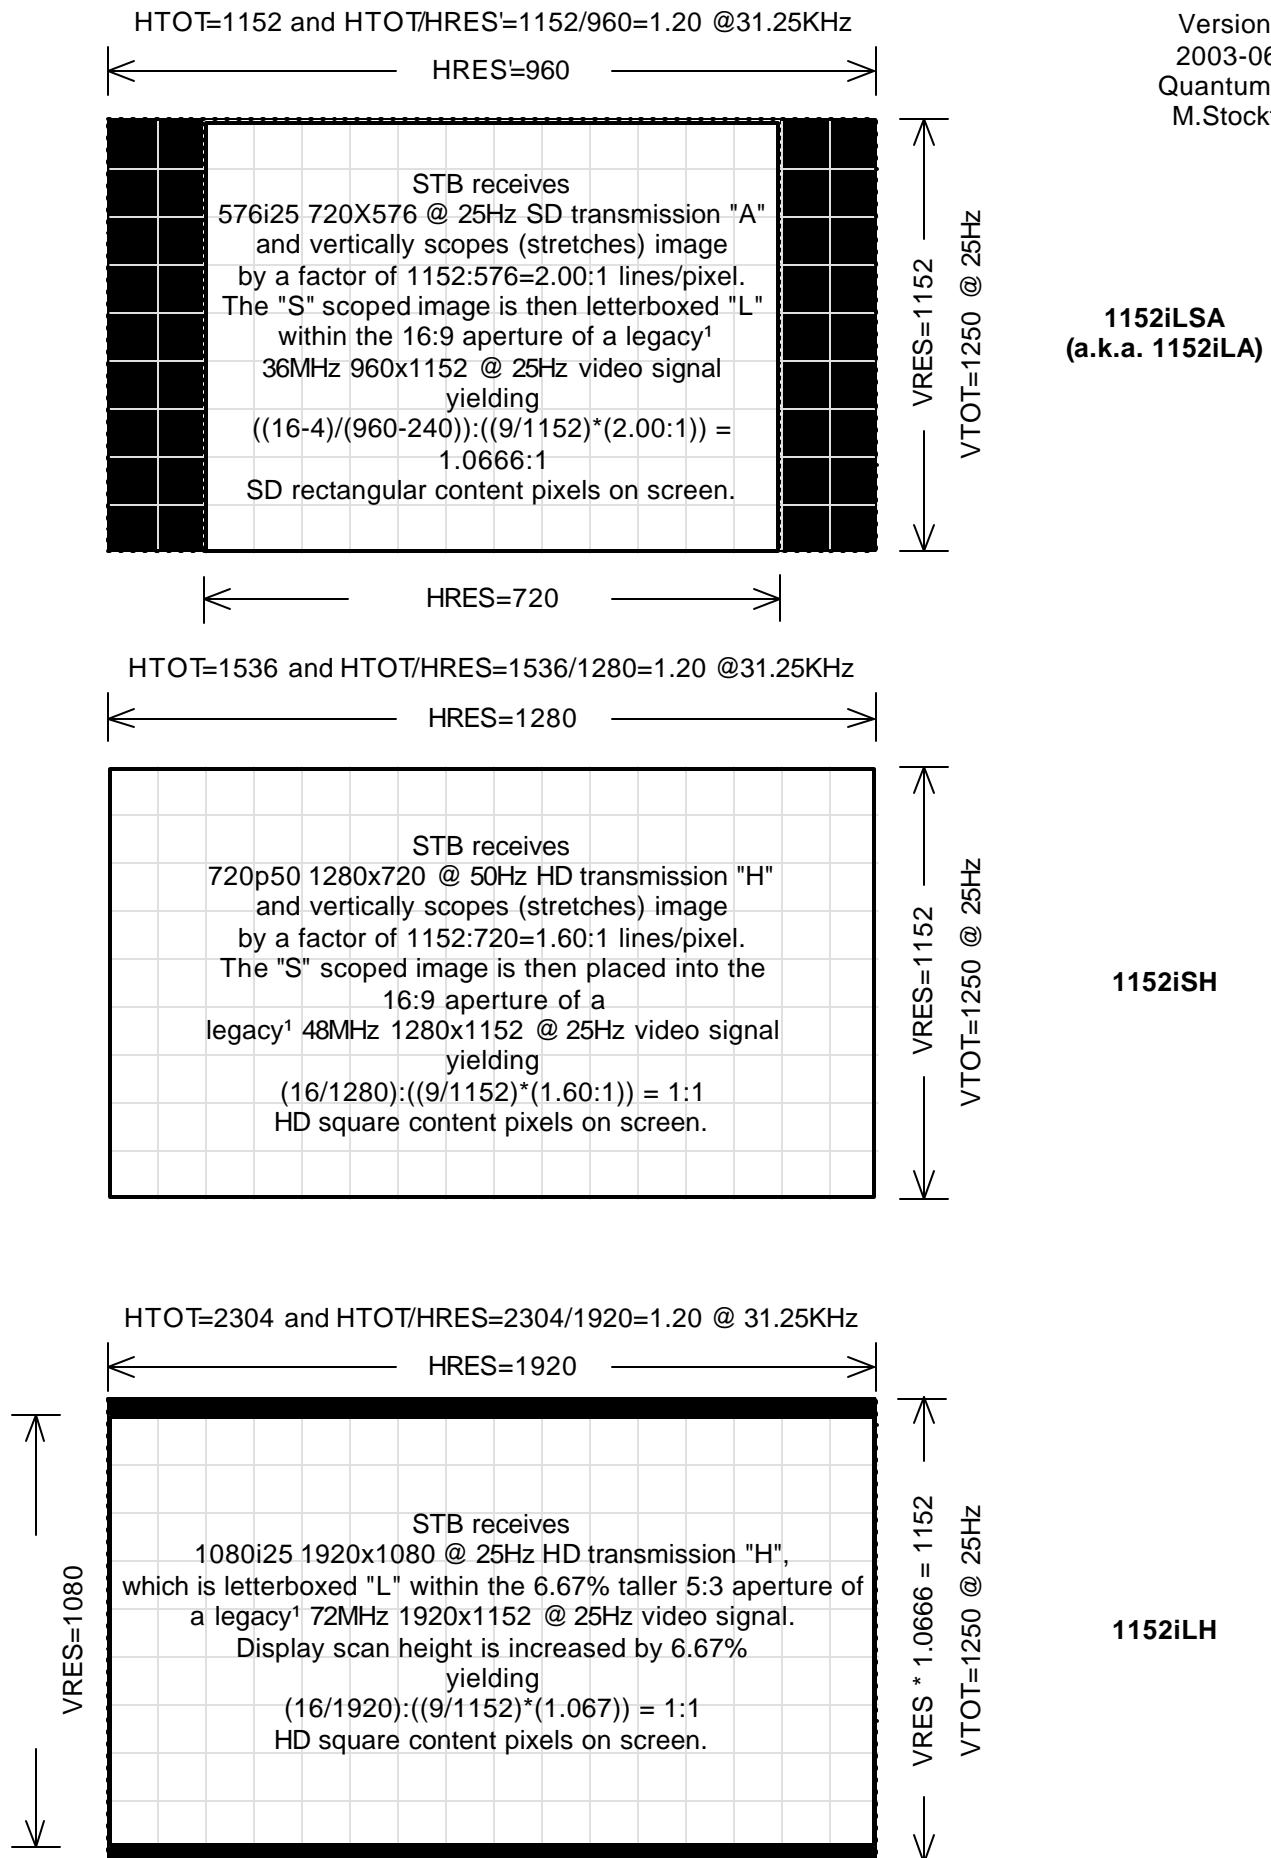 HTOT=1152 and HTOT/HRES'=1152/960=1.20 @31.25KHz
HRES'=960
Version
Quantum
STB receives
576i25 720X576 @ 25Hz SD transmission "A"
and vertically scopes (stretches) image
by a factor of 1152:576=2.00:1 lines/pixel.
The "S" scoped image is then letterboxed "L"
within the 16:9 aperture of a legacy¹
36MHz 960x1152 @ 25Hz video signal
yielding
((16-4)/(960-240)):((9/1152)*(2.00:1)) =
1.0666:1
SD rectangular content pixels on screen.
VRES=1152
VTOT=1250 @ 25Hz
1152iLSA
(a.k.a. 1152iLA)
HRES=720
HTOT=1536 and HTOT/HRES=1536/1280=1.20 @31.25KHz
HRES=1280
STB receives
720p50 1280x720 @ 50Hz HD transmission "H"
and vertically scopes (stretches) image
by a factor of 1152:720=1.60:1 lines/pixel.
The "S" scoped image is then placed into the
16:9 aperture of a
legacy¹ 48MHz 1280x1152 @ 25Hz video signal
yielding
(16/1280):((9/1152)*(1.60:1)) = 1:1
HD square content pixels on screen.
VRES=1152
VTOT=1250 @ 25Hz
1152iSH
HTOT=2304 and HTOT/HRES=2304/1920=1.20 @ 31.25KHz
HRES=1920
VRES=1080
STB receives
1080i25 1920x1080 @ 25Hz HD transmission "H",
which is letterboxed "L" within the 6.67% taller 5:3 aperture of
a legacy¹ 72MHz 1920x1152 @ 25Hz video signal.
Display scan height is increased by 6.67%
yielding
(16/1920):((9/1152)*(1.067)) = 1:1
HD square content pixels on screen.
VRES * 1.0666 = 1152
VTOT=1250 @ 25Hz
1152iLH